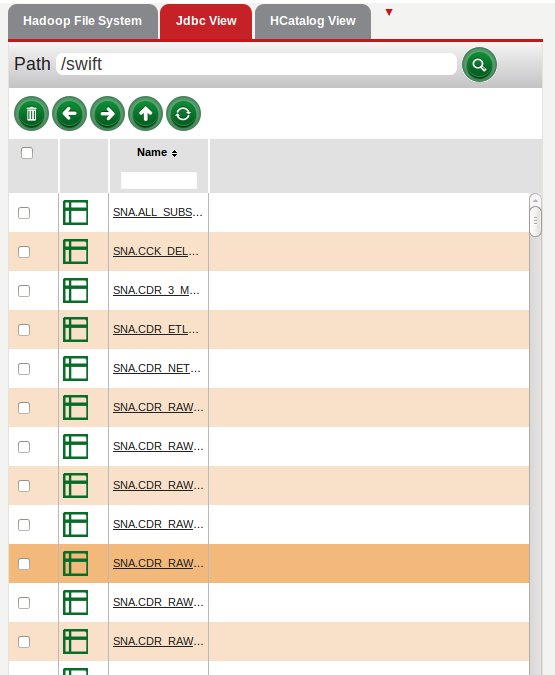 Hadoop File System Jdbc View HCatalog View
Path /swift
Name
SNA.ALL_SUBS...
SNA.CCK_DEL...
SNA.CDR_3_M...
SNA.CDR_ETL...
SNA.CDR_NET...
SNA.CDR_RAW...
SNA.CDR_RAW...
SNA.CDR_RAW...
SNA.CDR_RAW...
SNA.CDR_RAW...
SNA.CDR_RAW...
SNA.CDR_RAW...